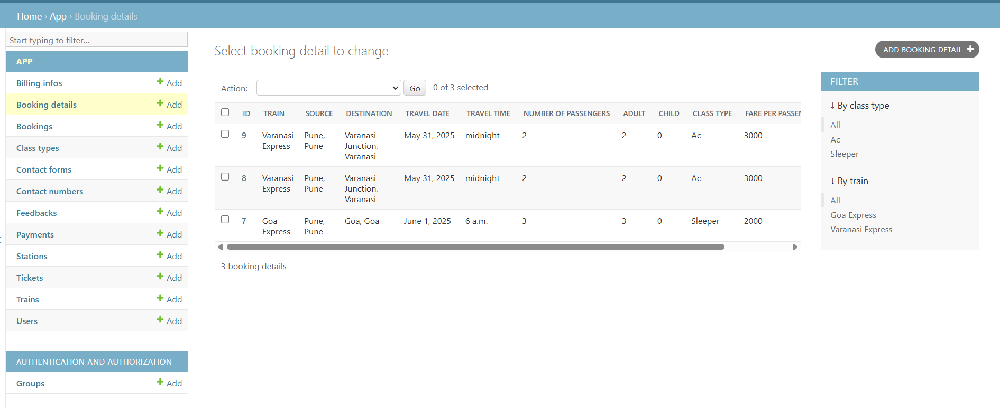 Home › App › Booking details
Start typing to filter...
APP
Billing infos Add
Booking details Add
Bookings Add
Class types Add
Contact forms Add
Contact numbers Add
Feedbacks Add
Payments Add
Stations Add
Tickets Add
Trains Add
Users Add
AUTHENTICATION AND AUTHORIZATION
Groups Add
Select booking detail to change
ADD BOOKING DETAIL
Action: --------- Go 0 of 3 selected
ID TRAIN SOURCE DESTINATION TRAVEL DATE TRAVEL TIME NUMBER OF PASSENGERS ADULT CHILD CLASS TYPE FARE PER PASSEN
9 Varanasi Pune, Varanasi May 31, 2025 midnight 2 2 0 Ac 3000
Express Pune Junction,
Varanasi
8 Varanasi Pune, Varanasi May 31, 2025 midnight 2 2 0 Ac 3000
Express Pune Junction,
Varanasi
7 Goa Pune, Goa, Goa June 1, 2025 6 a.m. 3 3 0 Sleeper 2000
Express Pune
3 booking details
FILTER
↓ By class type
All
Ac
Sleeper
↓ By train
All
Goa Express
Varanasi Express